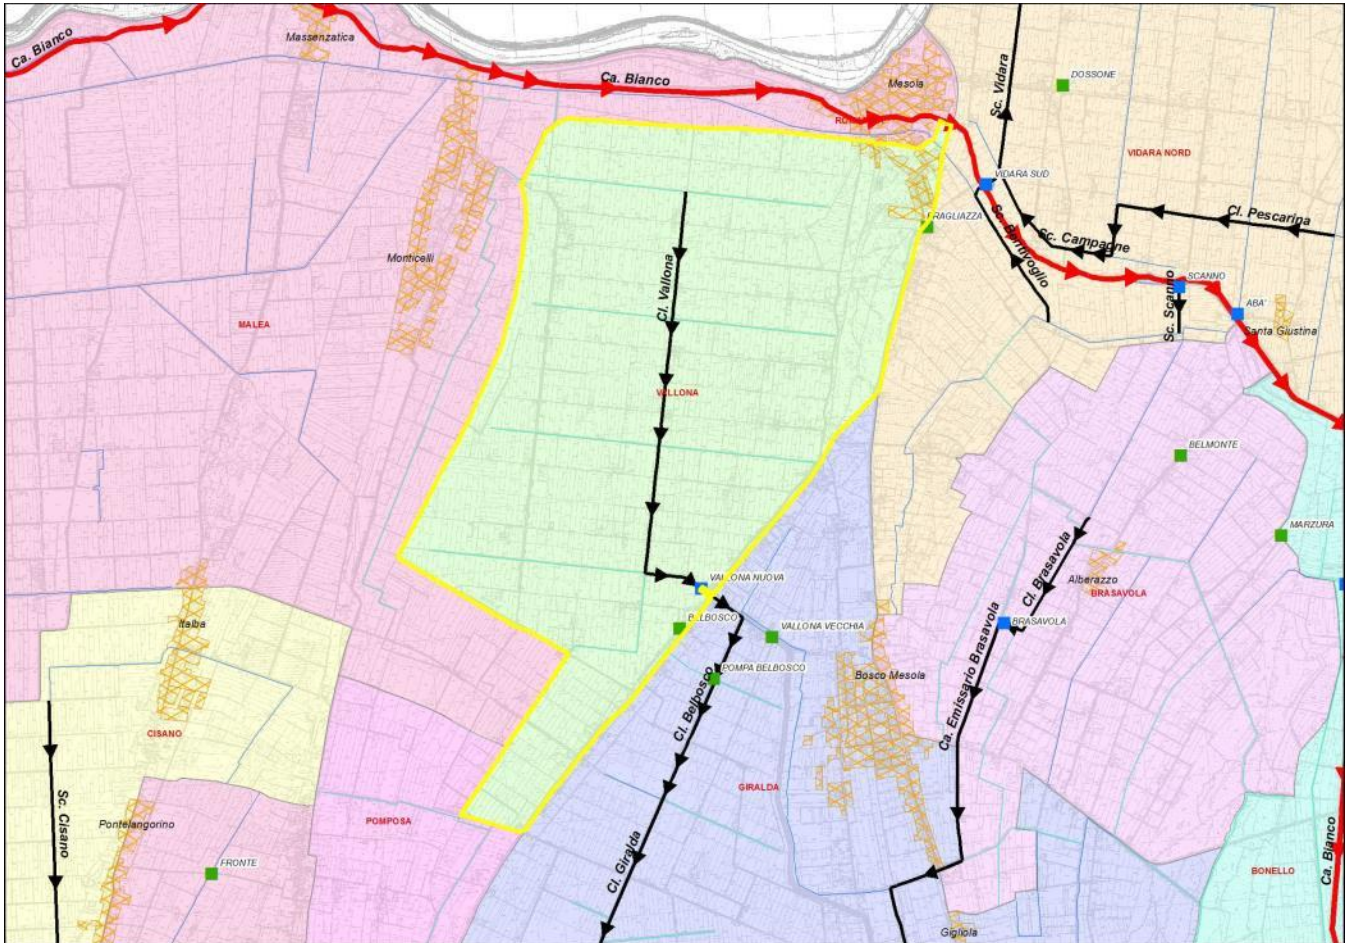 Ca. Bianco
Massenzatica
Ca. Bianco
Mesola
Sc. Vidara
DOSSONE
VIDARA NORD
VIDARA SUD
BRAGLIAZZA
Sc. Bentivoglio
Sc. Campagne
Cl. Pescarina
Monticelli
Cl. Vallona
SCANNO
Sc. Scanno
ABA'
Santa Giustina
MALEA
VALLONA
BELMONTE
MARZURA
Cl. Brasavola
Alberazzo
BRASAVOLA
BRASAVOLA
VALLONA NUOVA
BELBOSCO
VALLONA VECCHIA
POMPA BELBOSCO
Cl. Belbosco
Bosco Mesola
Ca. Emissario Brasavola
Italba
CISANO
Sc. Cisano
Pontelangorino
FRONTE
POMPOSA
GIRALDA
Cl. Giralda
BONELLO
Ca. Bianco
Gigliola